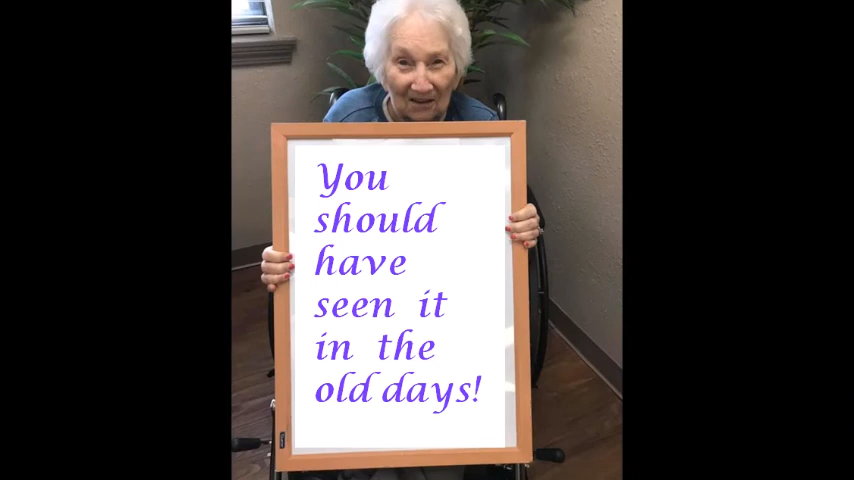 You
should
have
seen it
in the
old days!